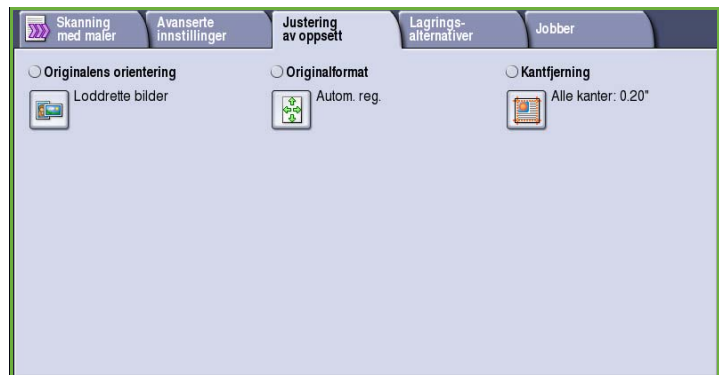 Skanning
med maler
Avanserte
innstillinger
Justering
av oppsett
Lagrings-
alternativer
Jobber
Originalens orientering
Loddrette bilder
Originalformat
Autom. reg.
Kantfjerning
Alle kanter: 0.20"